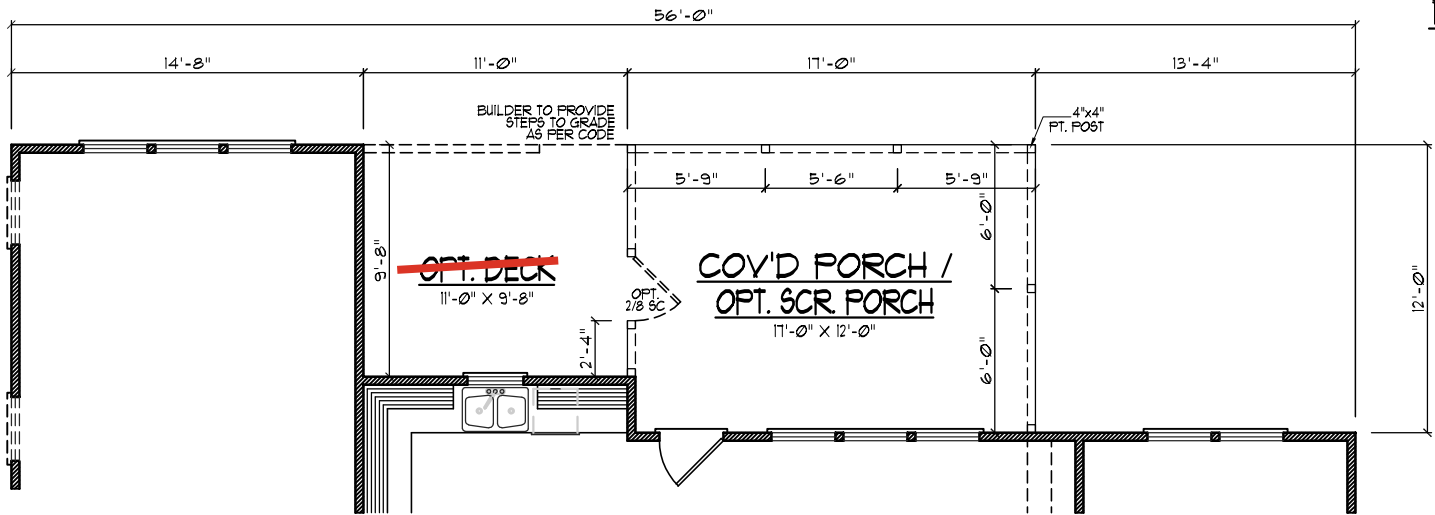 56'-0"
14'-8"
11'-0"
17'-0"
13'-4"
BUILDER TO PROVIDE
STEPS TO GRADE
AS PER CODE
4"x4"
PT. POST
5'-9"
5'-6"
5'-9"
6'-0"
9'-8"
OPT. DECK
11'-0" X 9'-8"
COV'D PORCH /
OPT. SCR. PORCH
17'-0" X 12'-0"
OPT.
2/8 SC
12'-0"
2'-4"
6'-0"